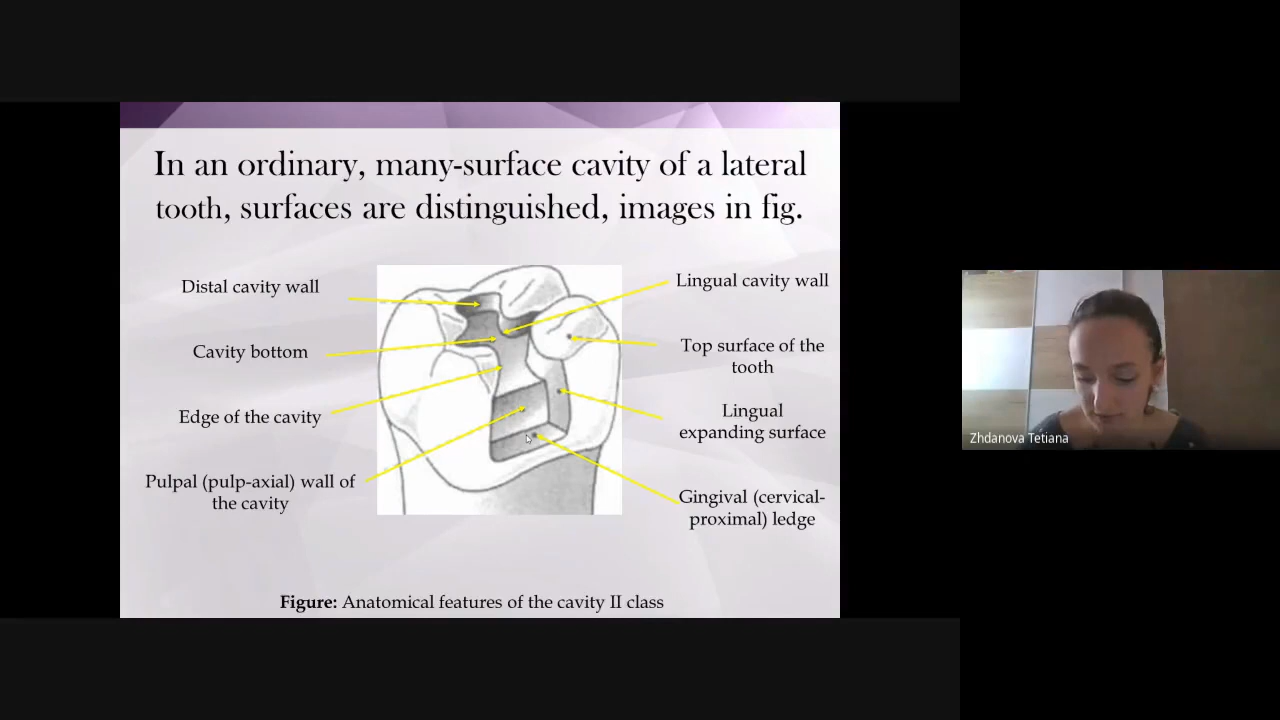 In an ordinary, many-surface cavity of a lateral
tooth, surfaces are distinguished, images in fig.
Distal cavity wall
Cavity bottom
Edge of the cavity
Pulpal (pulp-axial) wall of
the cavity
Lingual cavity wall
Top surface of the
tooth
Lingual
expanding surface
Gingival (cervical-
proximal) ledge
Figure: Anatomical features of the cavity II class
Zhdanova Tetiana